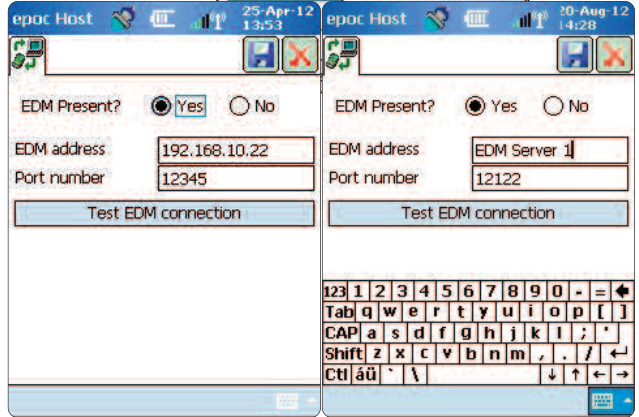 epoc Host 25-Apr-12
13:53
EDM Present? Yes No
EDM address 192.168.10.22
Port number 12345
Test EDM connection
epoc Host 20-Aug-12
14:28
EDM Present? Yes No
EDM address EDM Server 1
Port number 12122
Test EDM connection
123 1 2 3 4 5 6 7 8 9 0 - =
Tab q w e r t y u i o p [ ]
CAP a s d f g h j k l ; '
Shift z x c v b n m , . /
Ctl áü ` \